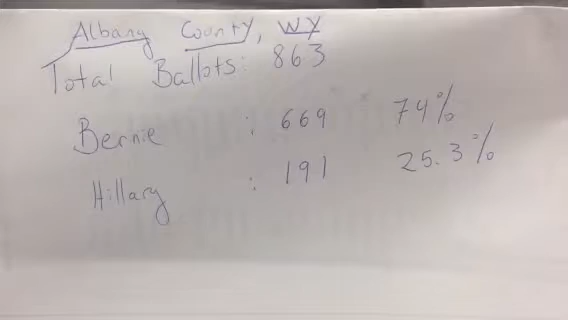 Albany County, WY
Total Ballots: 863
Bernie : 669 74%
Hillary : 191 25.3%